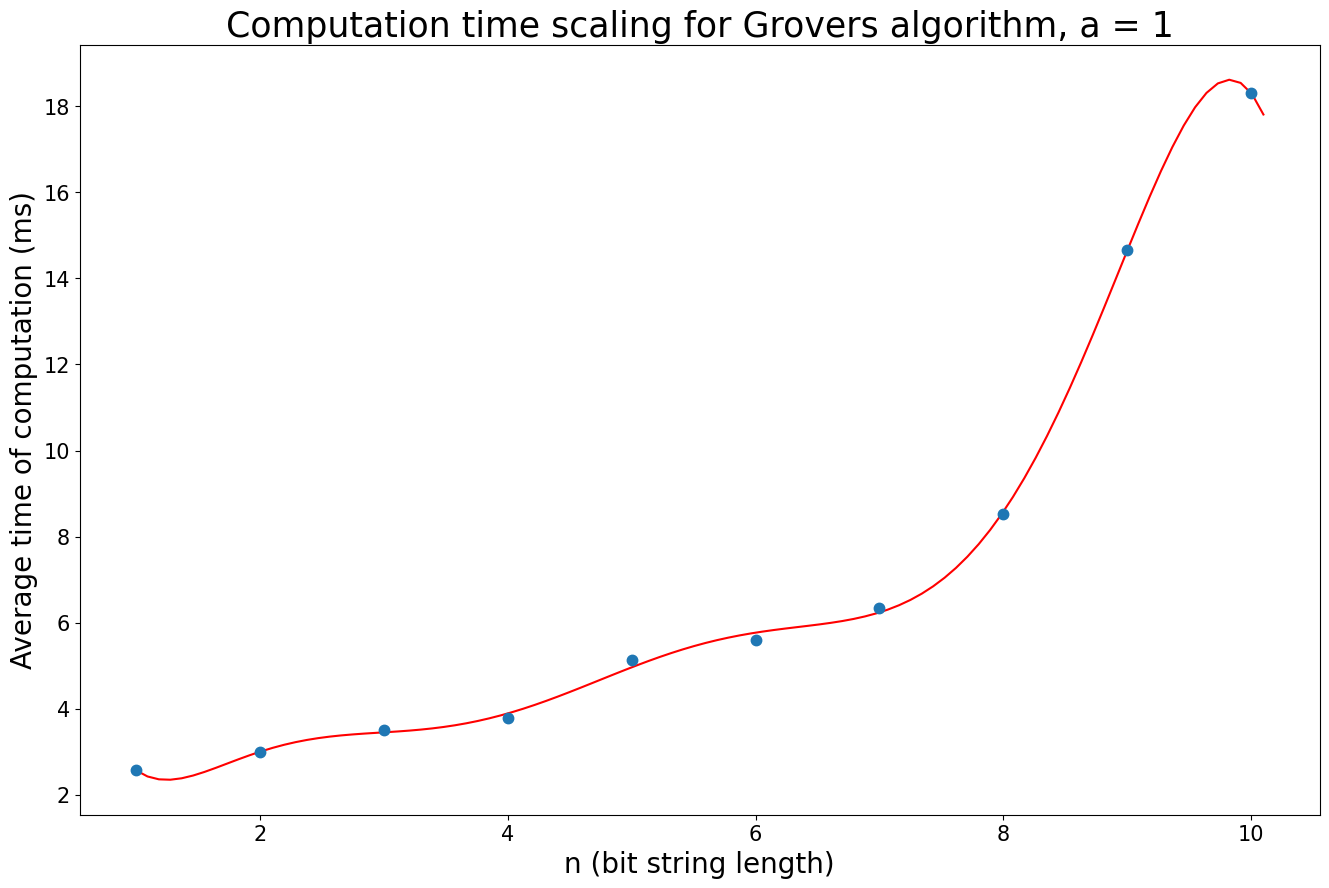 Computation time scaling for Grovers algorithm, a = 1
Average time of computation (ms)
18
16
14
12
10
8
6
4
2
2 4 6 8 10
n (bit string length)